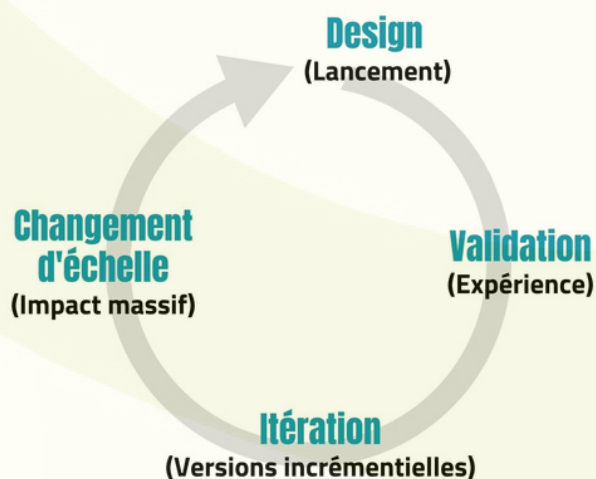 Design
(Lancement)
Validation
(Expérience)
Itération
(Versions incrémentielles)
Changement
d'échelle
(Impact massif)